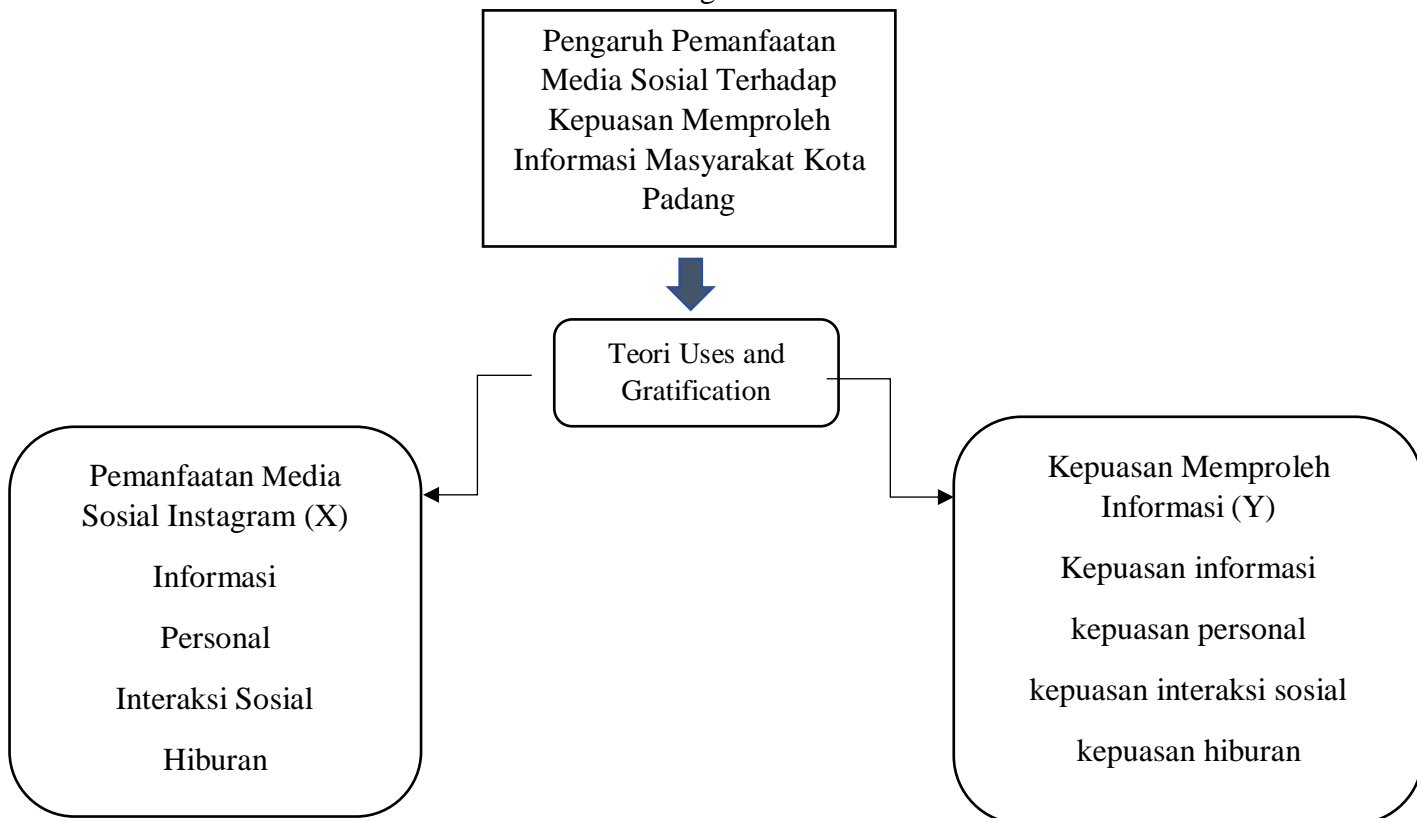 Pengaruh Pemanfaatan
Media Sosial Terhadap
Kepuasan Memproleh
Informasi Masyarakat Kota
Padang
Teori Uses and
Gratification
Pemanfaatan Media
Sosial Instagram (X)
Informasi
Personal
Interaksi Sosial
Hiburan
Kepuasan Memproleh
Informasi (Y)
Kepuasan informasi
kepuasan personal
kepuasan interaksi sosial
kepuasan hiburan